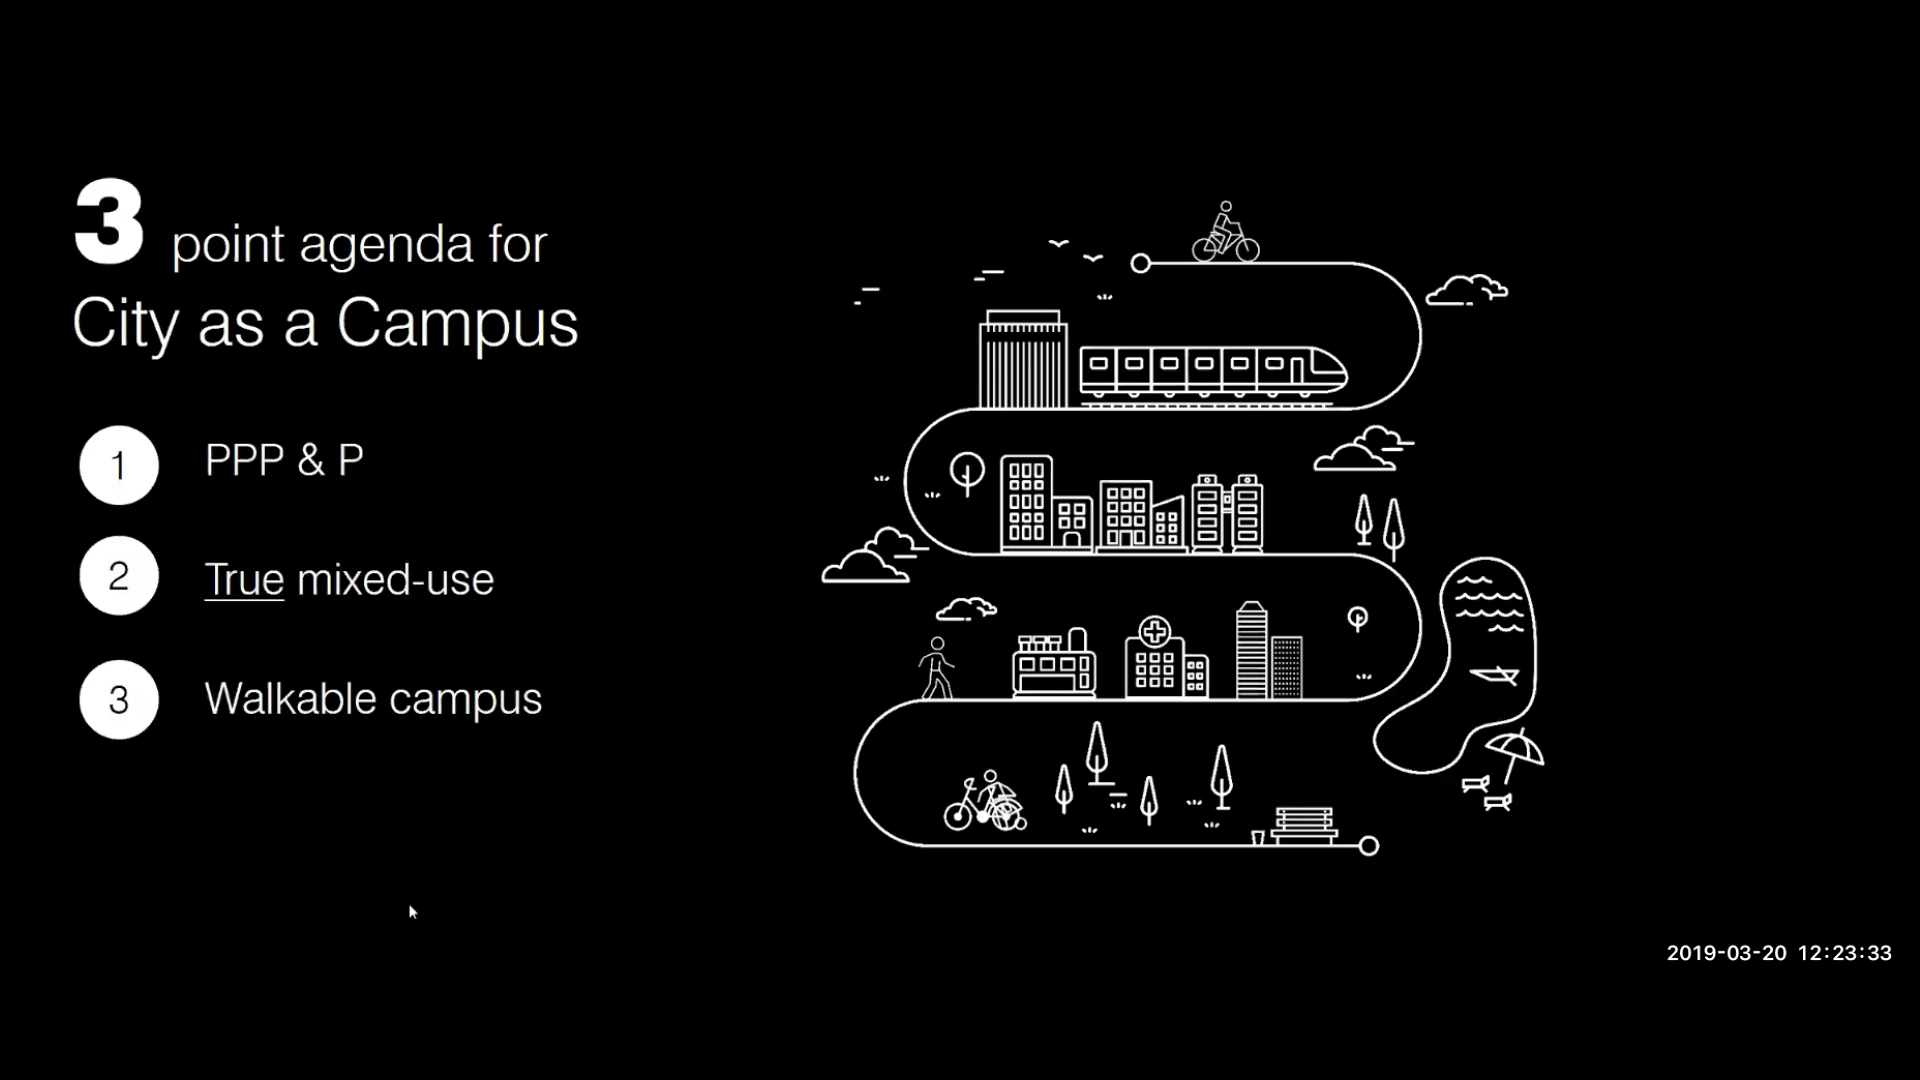 3 point agenda for
City as a Campus
1 PPP & P
2 True mixed-use
3 Walkable campus
2019-03-20 12:23:33